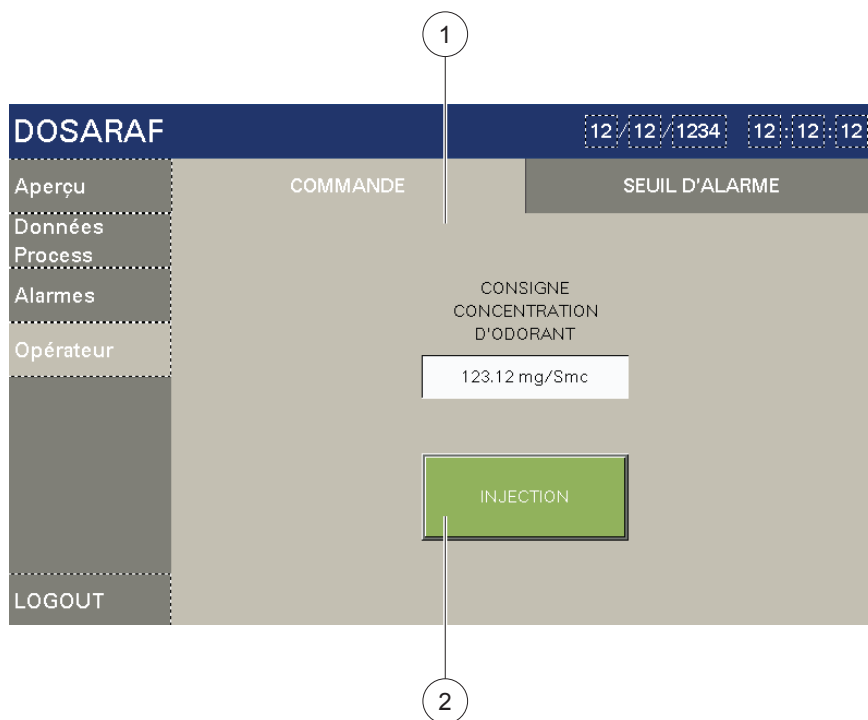 1
DOSARAF
12/12/1234 12:12:12
Aperçu
COMMANDE
SEUIL D'ALARME
Données
Process
Alarmes
Opérateur
CONSIGNE
CONCENTRATION
D'ODORANT
123.12 mg/Smc
INJECTION
LOGOUT
2